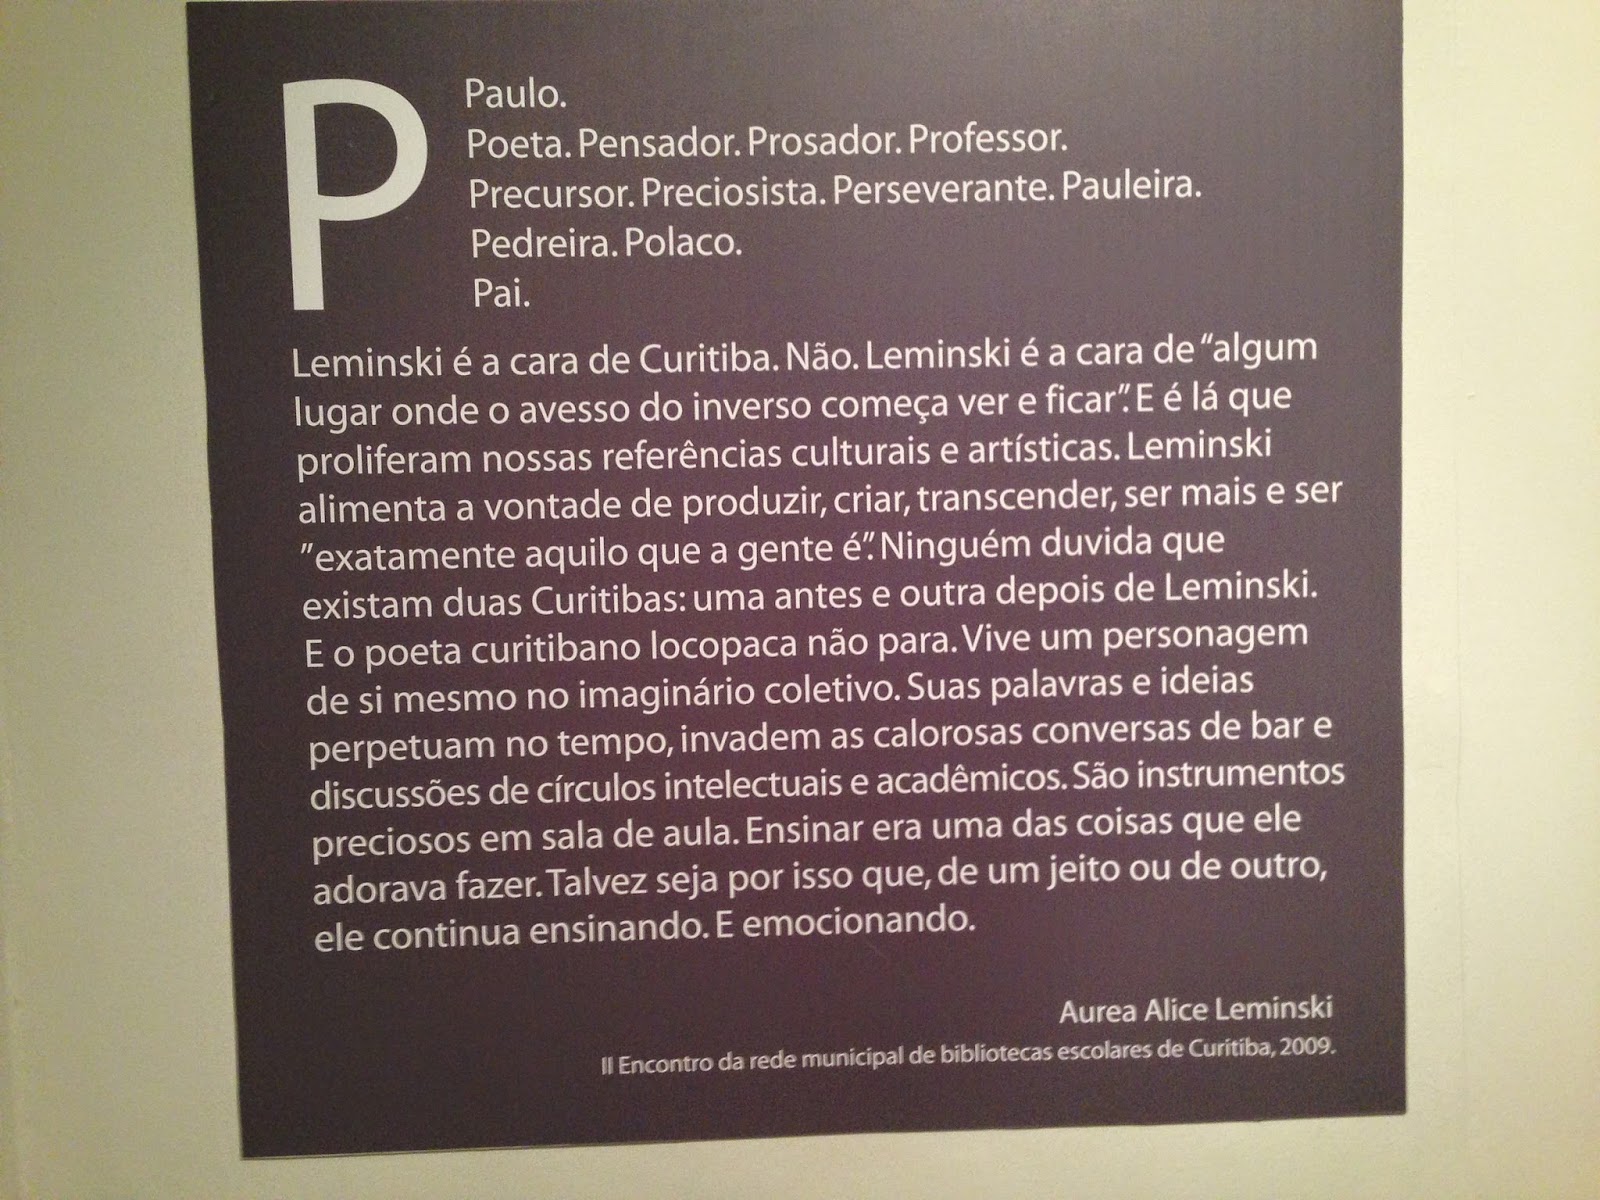 P
Paulo.
Poeta. Pensador. Prosador. Professor.
Precursor. Preciosista. Perseverante. Pauleira.
Pedreira. Polaco.
Pai.
Leminski é a cara de Curitiba. Não. Leminski é a cara de “algum
lugar onde o avesso do inverso começa ver e ficar”. E é lá que
proliferam nossas referências culturais e artísticas. Leminski
alimenta a vontade de produzir, criar, transcender, ser mais e ser
”exatamente aquilo que a gente é”. Ninguém duvida que
existam duas Curitibas: uma antes e outra depois de Leminski.
E o poeta curitibano locopaca não para. Vive um personagem
de si mesmo no imaginário coletivo. Suas palavras e ideias
perpetuam no tempo, invadem as calorosas conversas de bar e
discussões de círculos intelectuais e acadêmicos. São instrumentos
preciosos em sala de aula. Ensinar era uma das coisas que ele
adorava fazer. Talvez seja por isso que, de um jeito ou de outro,
ele continua ensinando. E emocionando.
Aurea Alice Leminski
II Encontro da rede municipal de bibliotecas escolares de Curitiba, 2009.